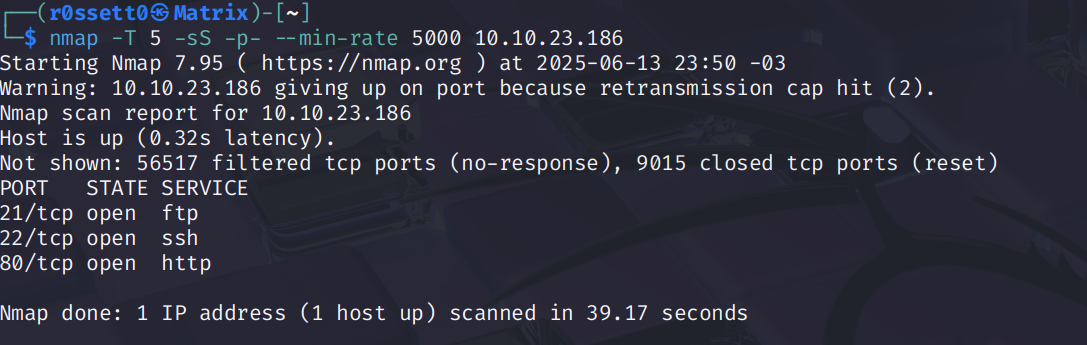 ┌──(r0ssett0㉿Matrix)-[~]
└─$ nmap -T 5 -sS -p- --min-rate 5000 10.10.23.186
Starting Nmap 7.95 ( https://nmap.org ) at 2025-06-13 23:50 -03
Warning: 10.10.23.186 giving up on port because retransmission cap hit (2).
Nmap scan report for 10.10.23.186
Host is up (0.32s latency).
Not shown: 56517 filtered tcp ports (no-response), 9015 closed tcp ports (reset)
PORT   STATE SERVICE
21/tcp open  ftp
22/tcp open  ssh
80/tcp open  http
Nmap done: 1 IP address (1 host up) scanned in 39.17 seconds